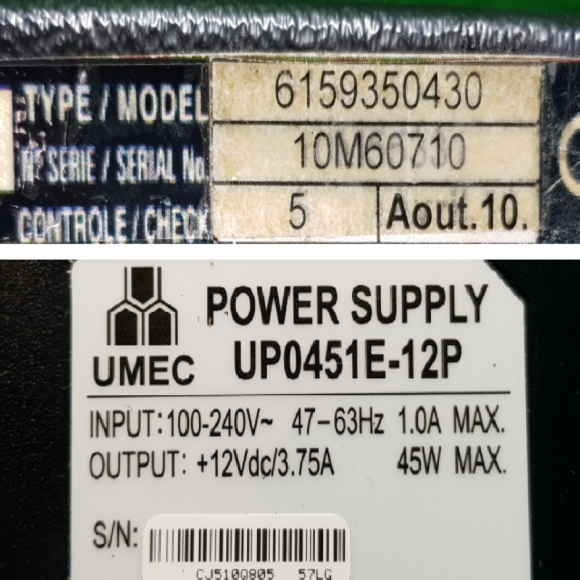 TYPE / MODEL 6159350430
N° SERIE / SERIAL No. 10M60710
CONTROLE / CHECK 5 Aout.10.
UMEC POWER SUPPLY
UP0451E-12P
INPUT: 100-240V~ 47-63Hz 1.0A MAX.
OUTPUT: +12Vdc/3.75A 45W MAX.
S/N:
CJ510Q805 57LG